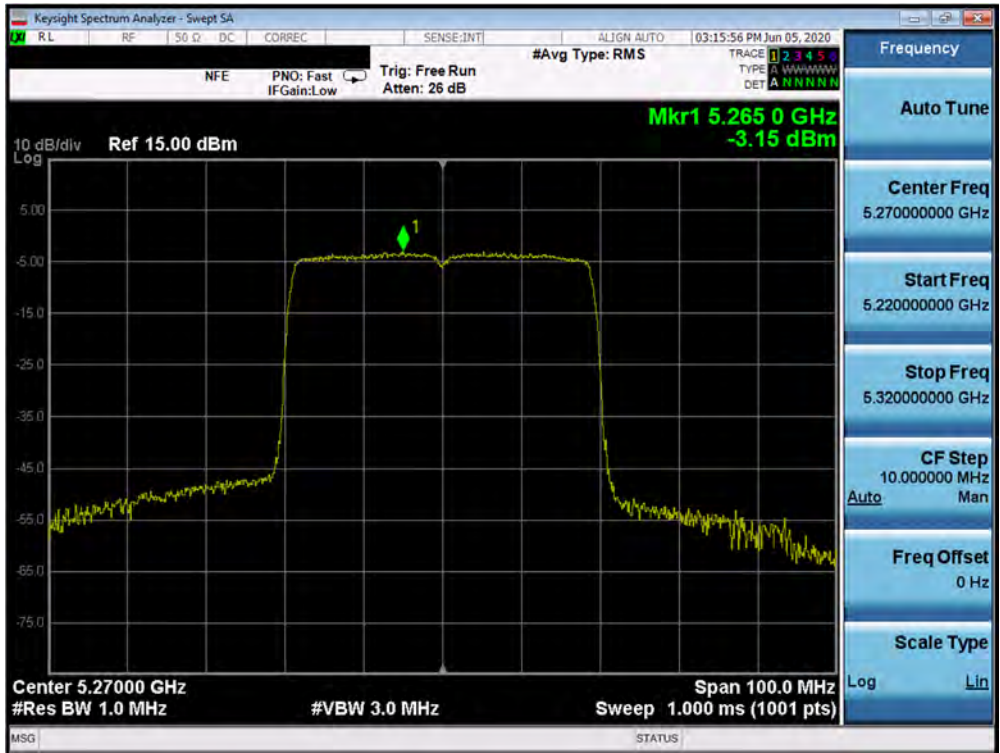 Keysight Spectrum Analyzer - Swept SA
RL RF 50 Ω DC CORREC SENSE:INT ALIGN AUTO 03:15:56 PM Jun 05, 2020
NFE PNO: Fast Trig: Free Run #Avg Type: RMS TRACE 1 2 3 4 5 6
IFGain:Low Atten: 26 dB TYPE A WWWWW
DET A N N N N N
Mkr1 5.265 0 GHz
-3.15 dBm
10 dB/div Ref 15.00 dBm
Log
1
5.00
-5.00
-15.0
-25.0
-35.0
-45.0
-55.0
-65.0
-75.0
Center 5.27000 GHz Span 100.0 MHz
#Res BW 1.0 MHz #VBW 3.0 MHz Sweep 1.000 ms (1001 pts)
MSG STATUS
Frequency
Auto Tune
Center Freq
5.270000000 GHz
Start Freq
5.220000000 GHz
Stop Freq
5.320000000 GHz
CF Step
10.000000 MHz
Auto Man
Freq Offset
0 Hz
Scale Type
Log Lin